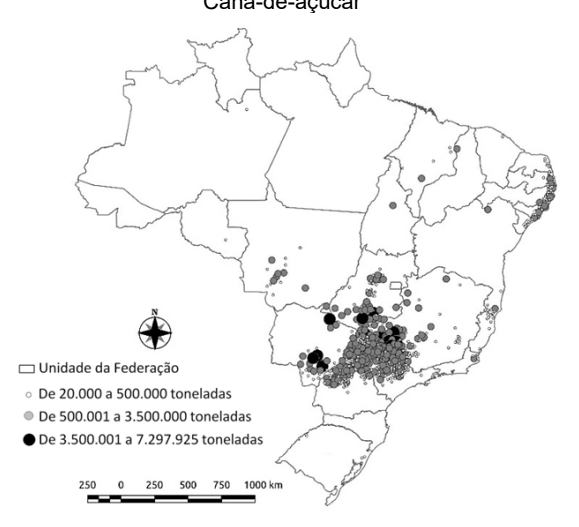 Cana-de-açúcar
N
Unidade da Federação
De 20.000 a 500.000 toneladas
De 500.001 a 3.500.000 toneladas
De 3.500.001 a 7.297.925 toneladas
250 0 250 500 750 1000 km